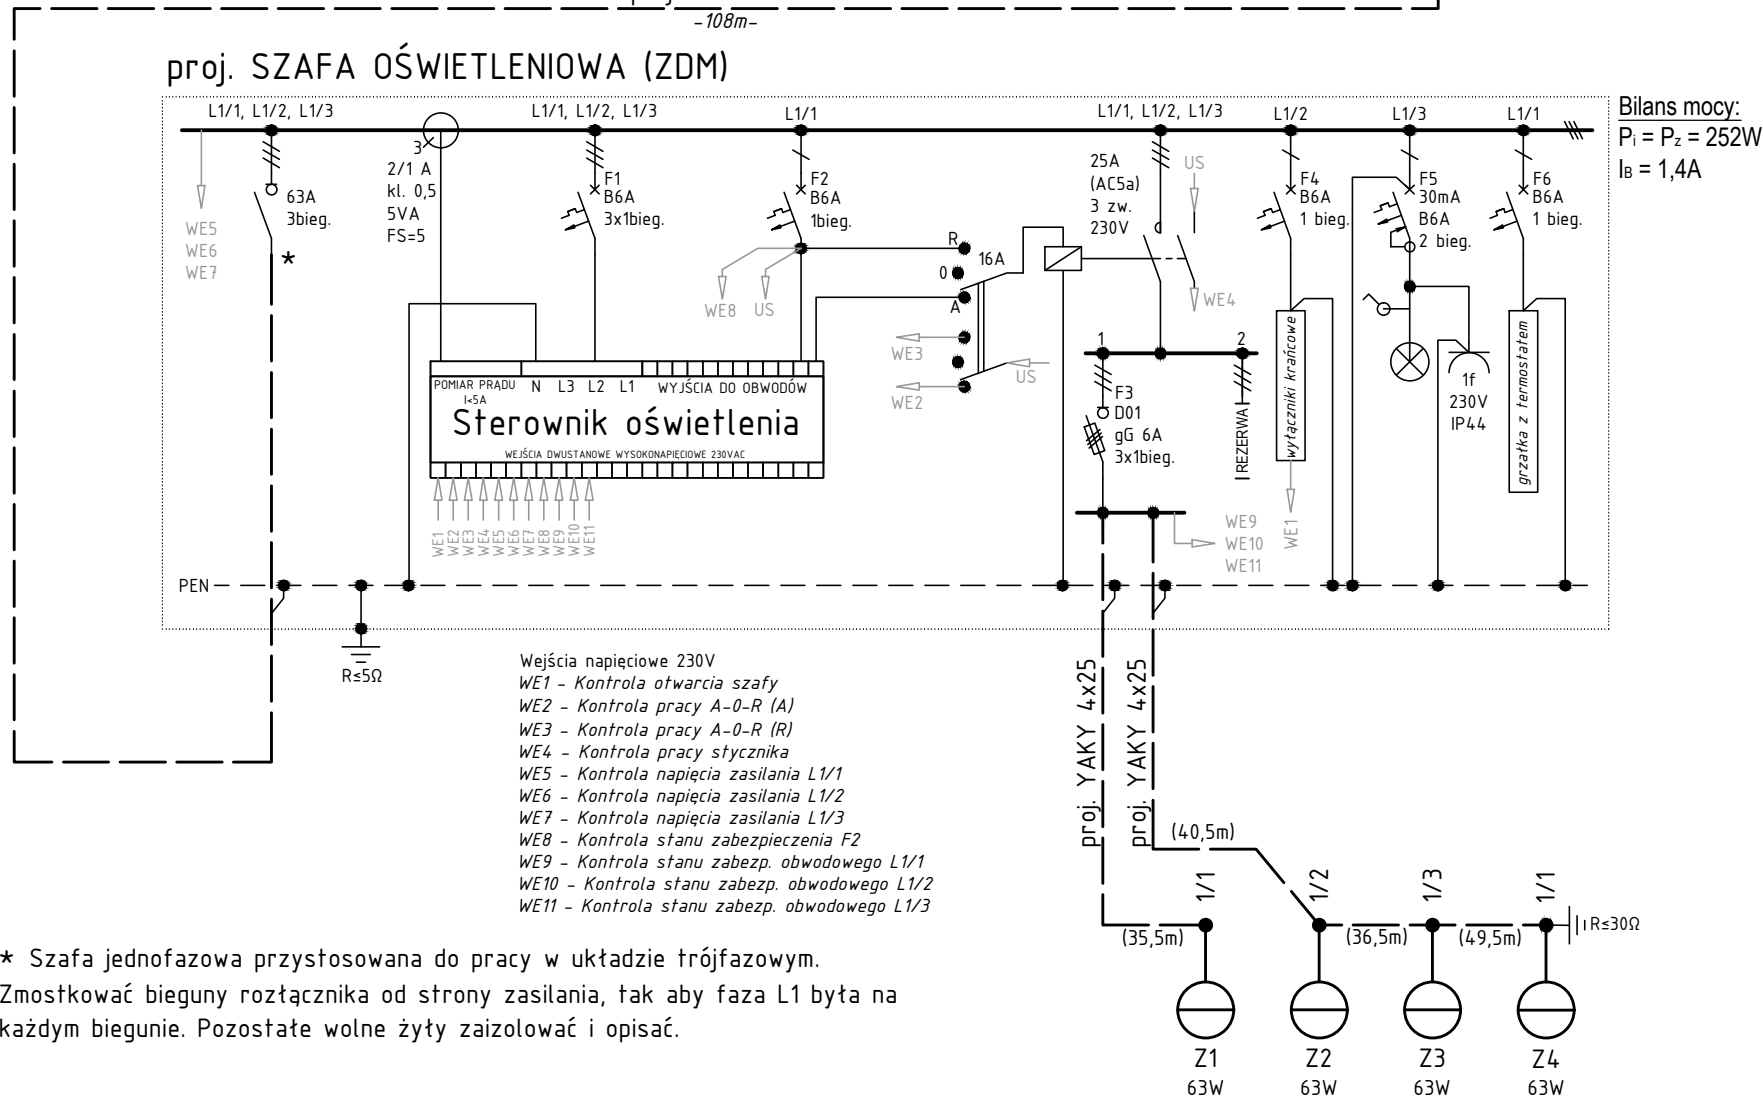 -108m-
proj. SZAFA OŚWIETLENIOWA (ZDM)
L1/1, L1/2, L1/3
L1/1, L1/2, L1/3
L1/1
L1/1, L1/2, L1/3
L1/2
L1/3
L1/1
Bilans mocy:
Pi = Pz = 252W
IB = 1,4A
WE5
WE6
WE7
63A
3bieg.
*
3
2/1 A
kl. 0,5
5VA
FS=5
F1
B6A
3x1bieg.
F2
B6A
1bieg.
WE8
US
R
0
A
16A
WE3
WE2
US
25A
(AC5a)
3 zw.
230V
US
WE4
F4
B6A
1 bieg.
F5
30mA
B6A
2 bieg.
F6
B6A
1 bieg.
wyłączniki krańcowe
WE1
1f
230V
IP44
grzałka z termostatem
1
2
F3
D01
gG 6A
3x1bieg.
REZERWA
WE9
WE10
WE11
POMIAR PRĄDU
I<5A
N
L3
L2
L1
WYJŚCIA DO OBWODÓW
Sterownik oświetlenia
WEJŚCIA DWUSTANOWE WYSOKONAPIĘCIOWE 230VAC
WE1
WE2
WE3
WE4
WE5
WE6
WE7
WE8
WE9
WE10
WE11
PEN
R≤5Ω
Wejścia napięciowe 230V
WE1 - Kontrola otwarcia szafy
WE2 - Kontrola pracy A-0-R (A)
WE3 - Kontrola pracy A-0-R (R)
WE4 - Kontrola pracy stycznika
WE5 - Kontrola napięcia zasilania L1/1
WE6 - Kontrola napięcia zasilania L1/2
WE7 - Kontrola napięcia zasilania L1/3
WE8 - Kontrola stanu zabezpieczenia F2
WE9 - Kontrola stanu zabezp. obwodowego L1/1
WE10 - Kontrola stanu zabezp. obwodowego L1/2
WE11 - Kontrola stanu zabezp. obwodowego L1/3
proj. YAKY 4x25
proj. YAKY 4x25
(40,5m)
1/1
1/2
1/3
1/1
(35,5m)
(36,5m)
(49,5m)
R≤30Ω
* Szafa jednofazowa przystosowana do pracy w układzie trójfazowym.
Zmostkować bieguny rozłącznika od strony zasilania, tak aby faza L1 była na
każdym biegunie. Pozostałe wolne żyły zaizolować i opisać.
Z1
63W
Z2
63W
Z3
63W
Z4
63W